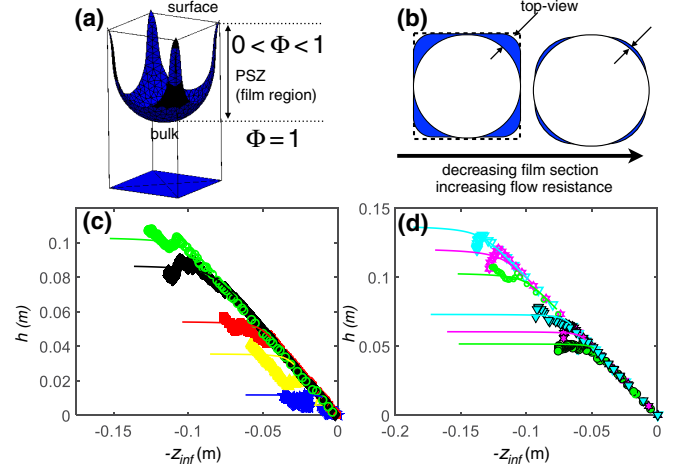 (a)
surface
0 < Φ < 1
PSZ
(film region)
bulk
Φ = 1
(b)
top-view
decreasing film section
increasing flow resistance
(c)
0.1
0.08
0.06
0.04
0.02
0
h (m)
-0.15
-0.1
-0.05
0
-z_inf (m)
(d)
0.15
0.10
0.05
0
h (m)
-0.2
-0.15
-0.1
-0.05
0
-z_inf (m)